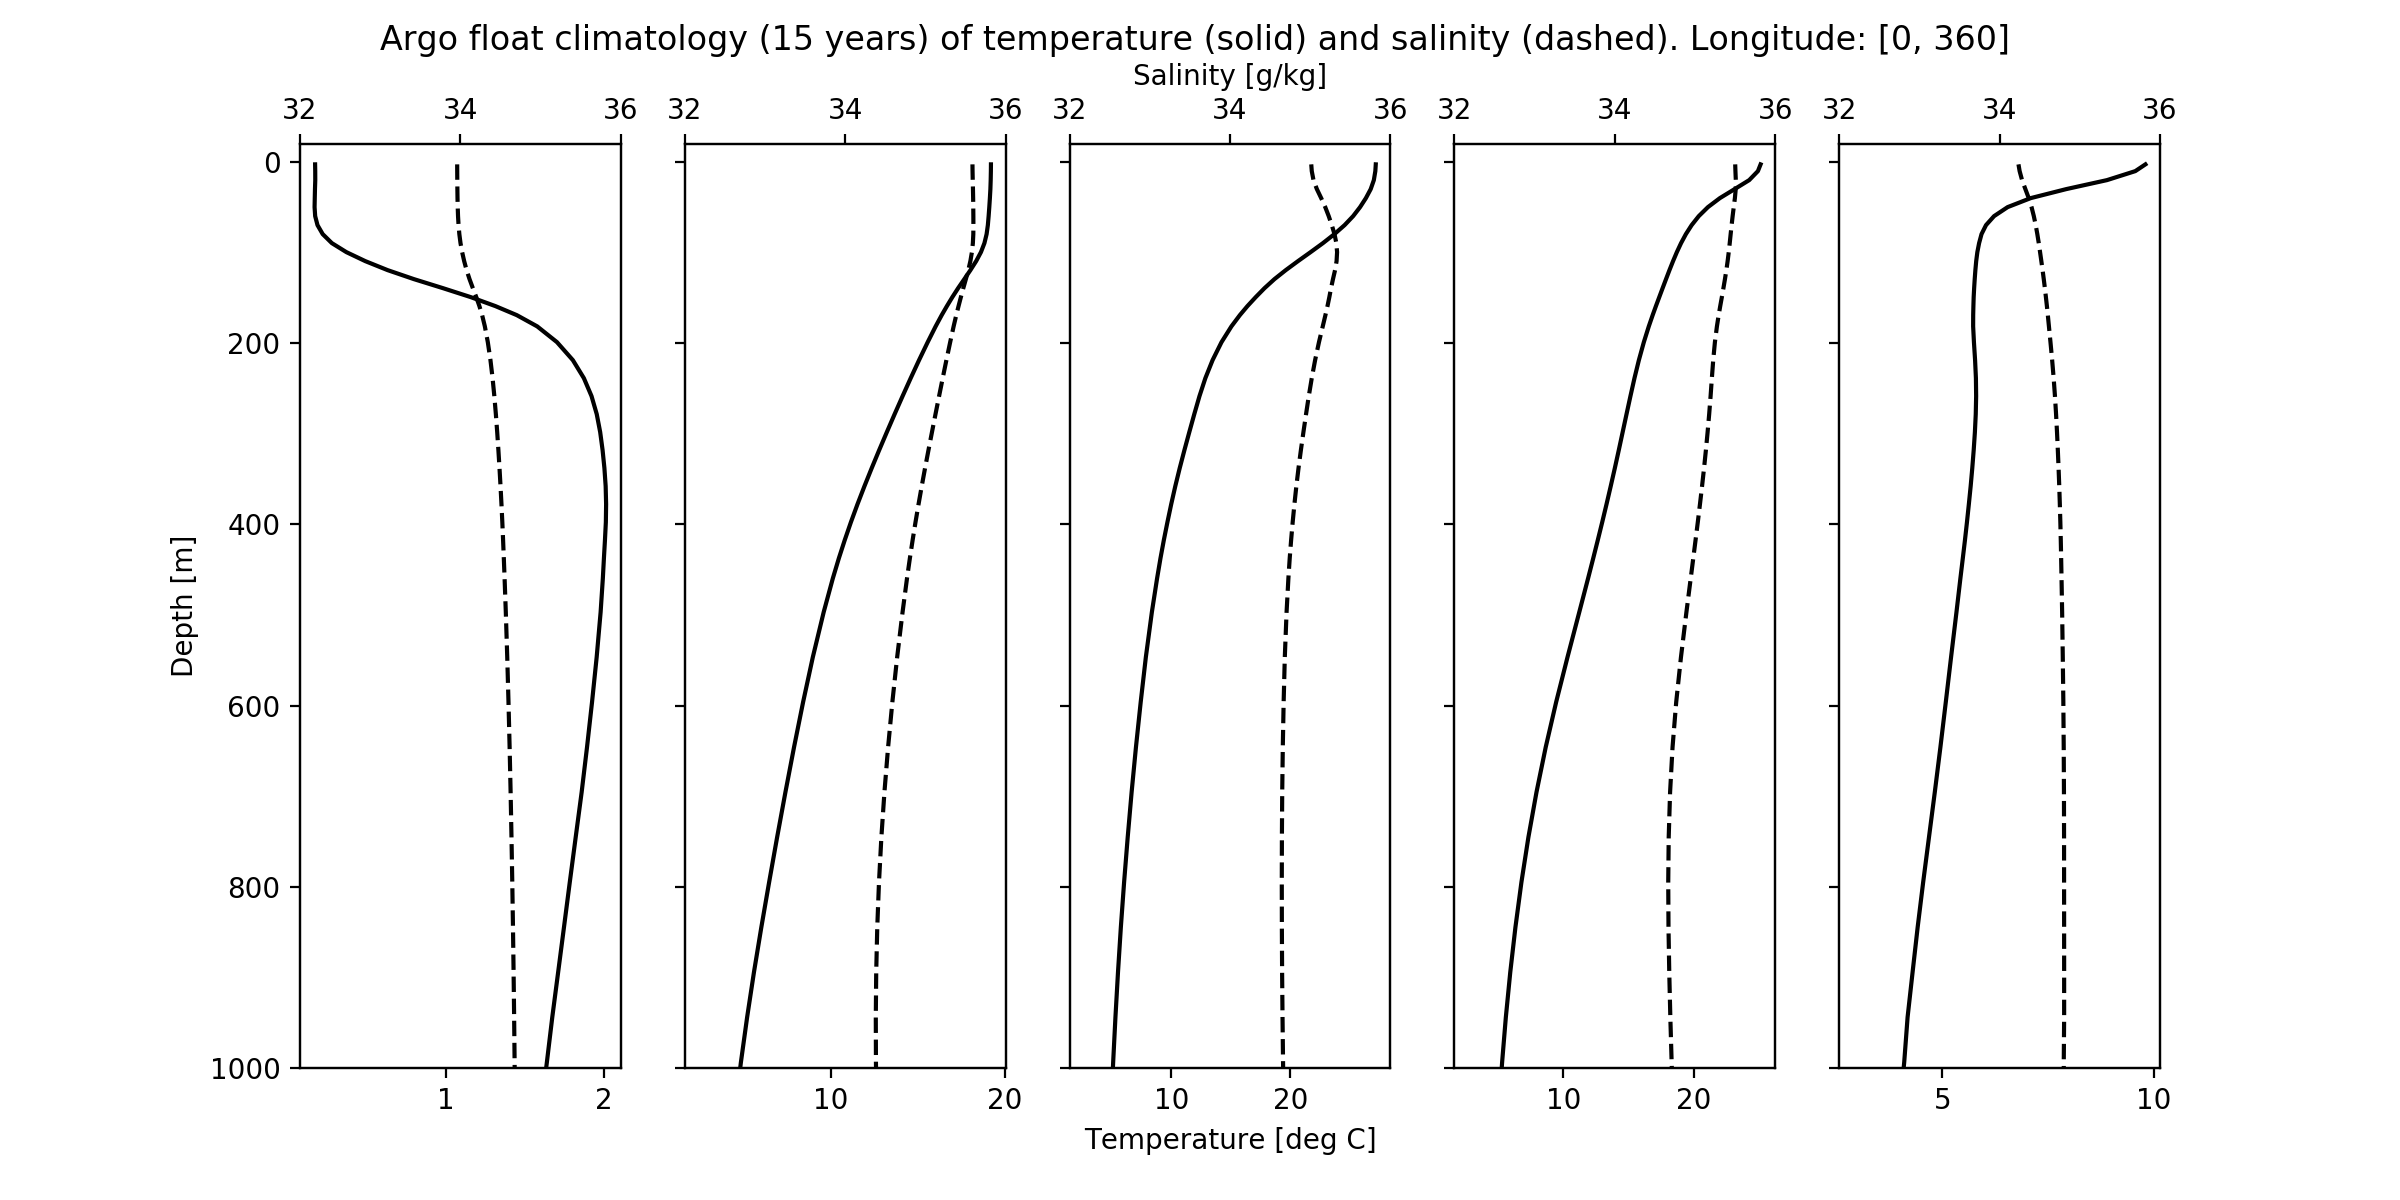 Argo float climatology (15 years) of temperature (solid) and salinity (dashed). Longitude: [0, 360]
Salinity [g/kg]
32 34 36 32 34 36 32 34 36 32 34 36 32 34 36
0
200
400
600
800
1000
Depth [m]
1 2 10 20 10 20 10 20 5 10
Temperature [deg C]